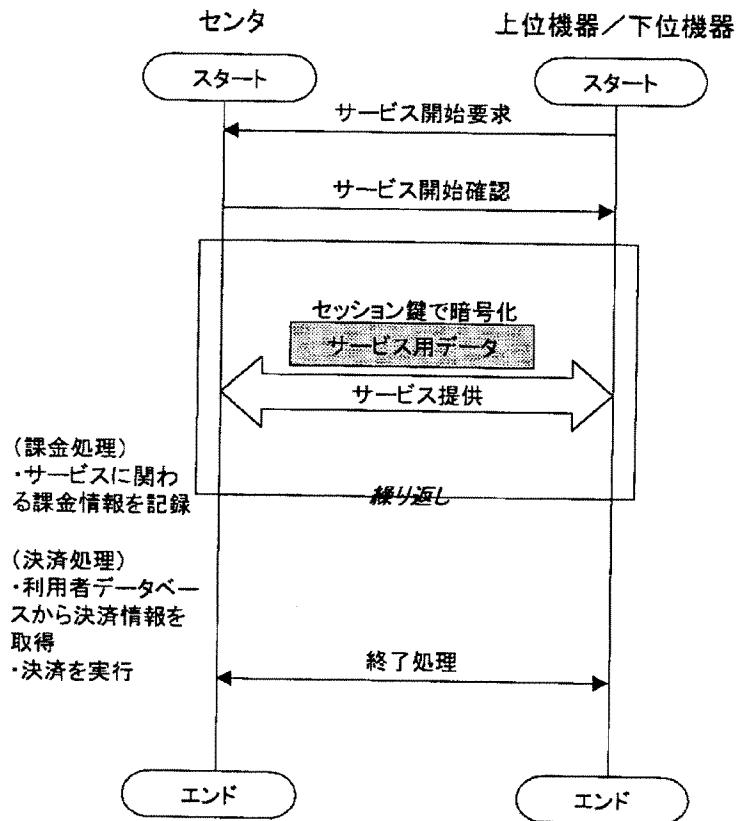 センタ
上位機器／下位機器
スタート
スタート
サービス開始要求
サービス開始確認
セッション鍵で暗号化
サービス用データ
サービス提供
（課金処理）
・サービスに関わ
る課金情報を記録
繰り返し
（決済処理）
・利用者データベー
スから決済情報を
取得
・決済を実行
終了処理
エンド
エンド